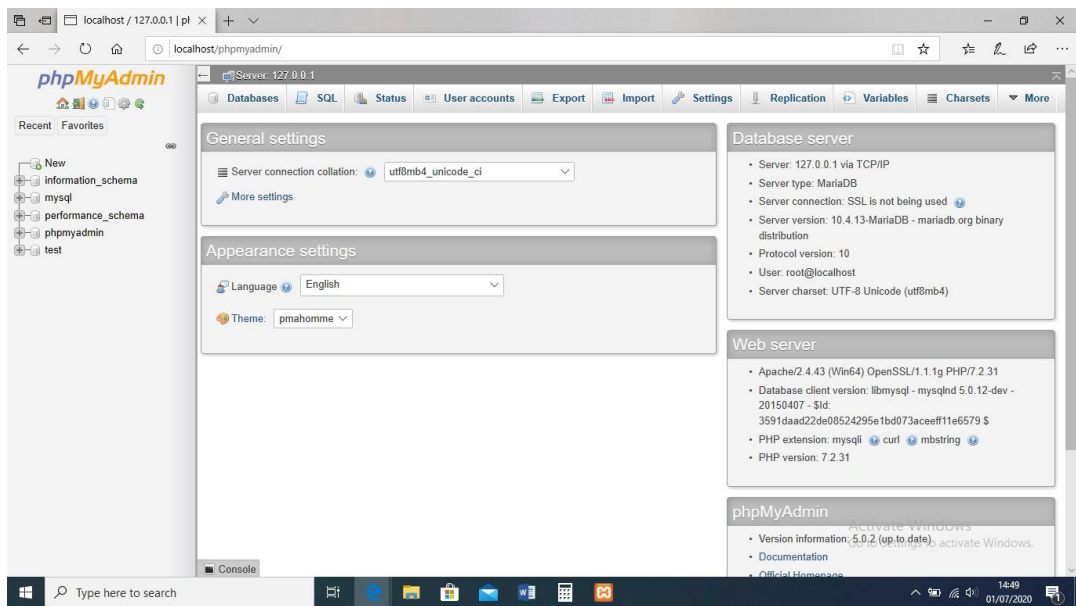 localhost / 127.0.0.1 | pl
localhost/phpmyadmin/
phpMyAdmin
Recent Favorites
New
information_schema
mysql
performance_schema
phpmyadmin
test
Server: 127.0.0.1
Databases SQL Status User accounts Export Import Settings Replication Variables Charsets More
General settings
Server connection collation: utf8mb4_unicode_ci
More settings
Appearance settings
Language English
Theme: pmahomme
Database server
• Server: 127.0.0.1 via TCP/IP
• Server type: MariaDB
• Server connection: SSL is not being used
• Server version: 10.4.13-MariaDB - mariadb.org binary
distribution
• Protocol version: 10
• User: root@localhost
• Server charset: UTF-8 Unicode (utf8mb4)
Web server
• Apache/2.4.43 (Win64) OpenSSL/1.1.1g PHP/7.2.31
• Database client version: libmysql - mysqlnd 5.0.12-dev -
20150407 - $Id:
3591daad22de08524295e1bd073aceeff11e6579 $
• PHP extension: mysqli curl mbstring
• PHP version: 7.2.31
phpMyAdmin
Activate Windows
• Version information: 5.0.2 (up to date)
Go to Settings to activate Windows.
• Documentation
• Official Homepage
Console
Type here to search
14:49
01/07/2020